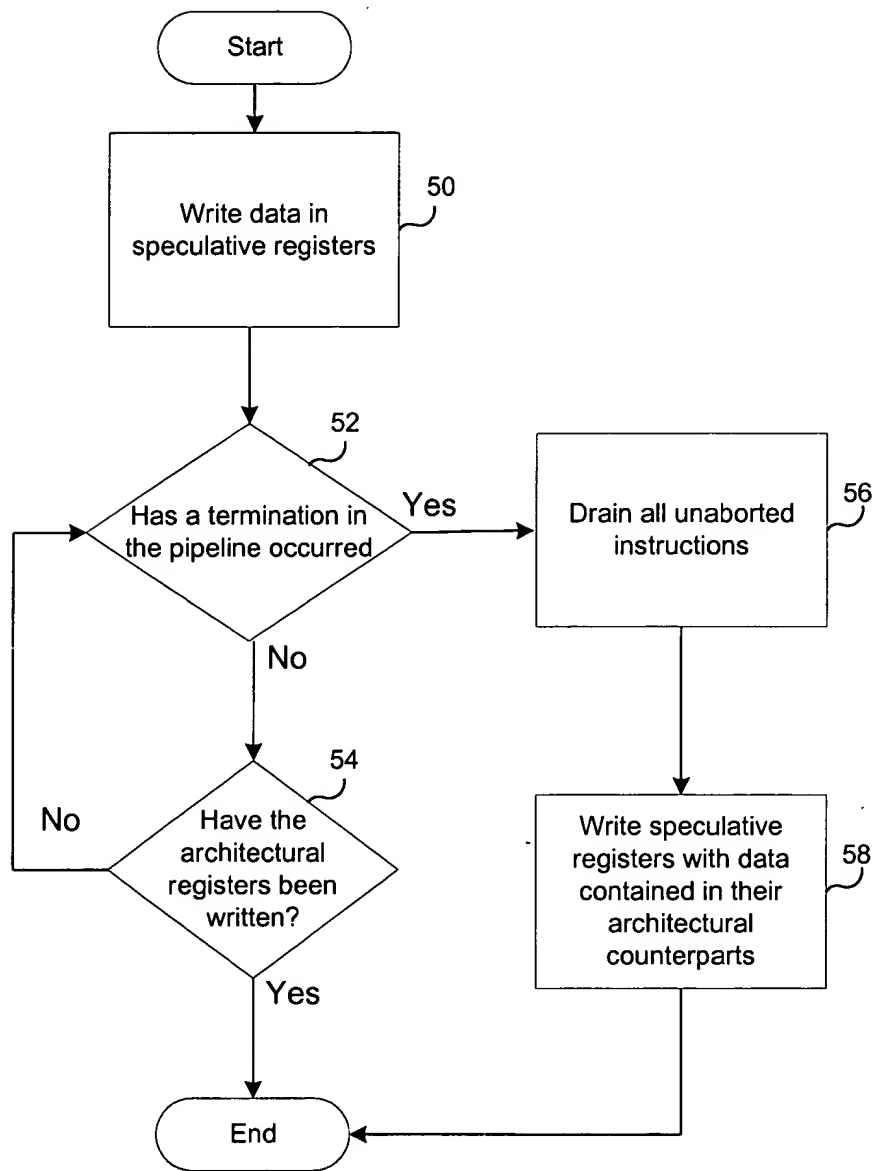 Start
50
Write data in
speculative registers
52
Has a termination in
the pipeline occurred
Yes
56
Drain all unaborted
instructions
No
54
Have the
architectural
registers been
written?
No
Yes
58
Write speculative
registers with data
contained in their
architectural
counterparts
End